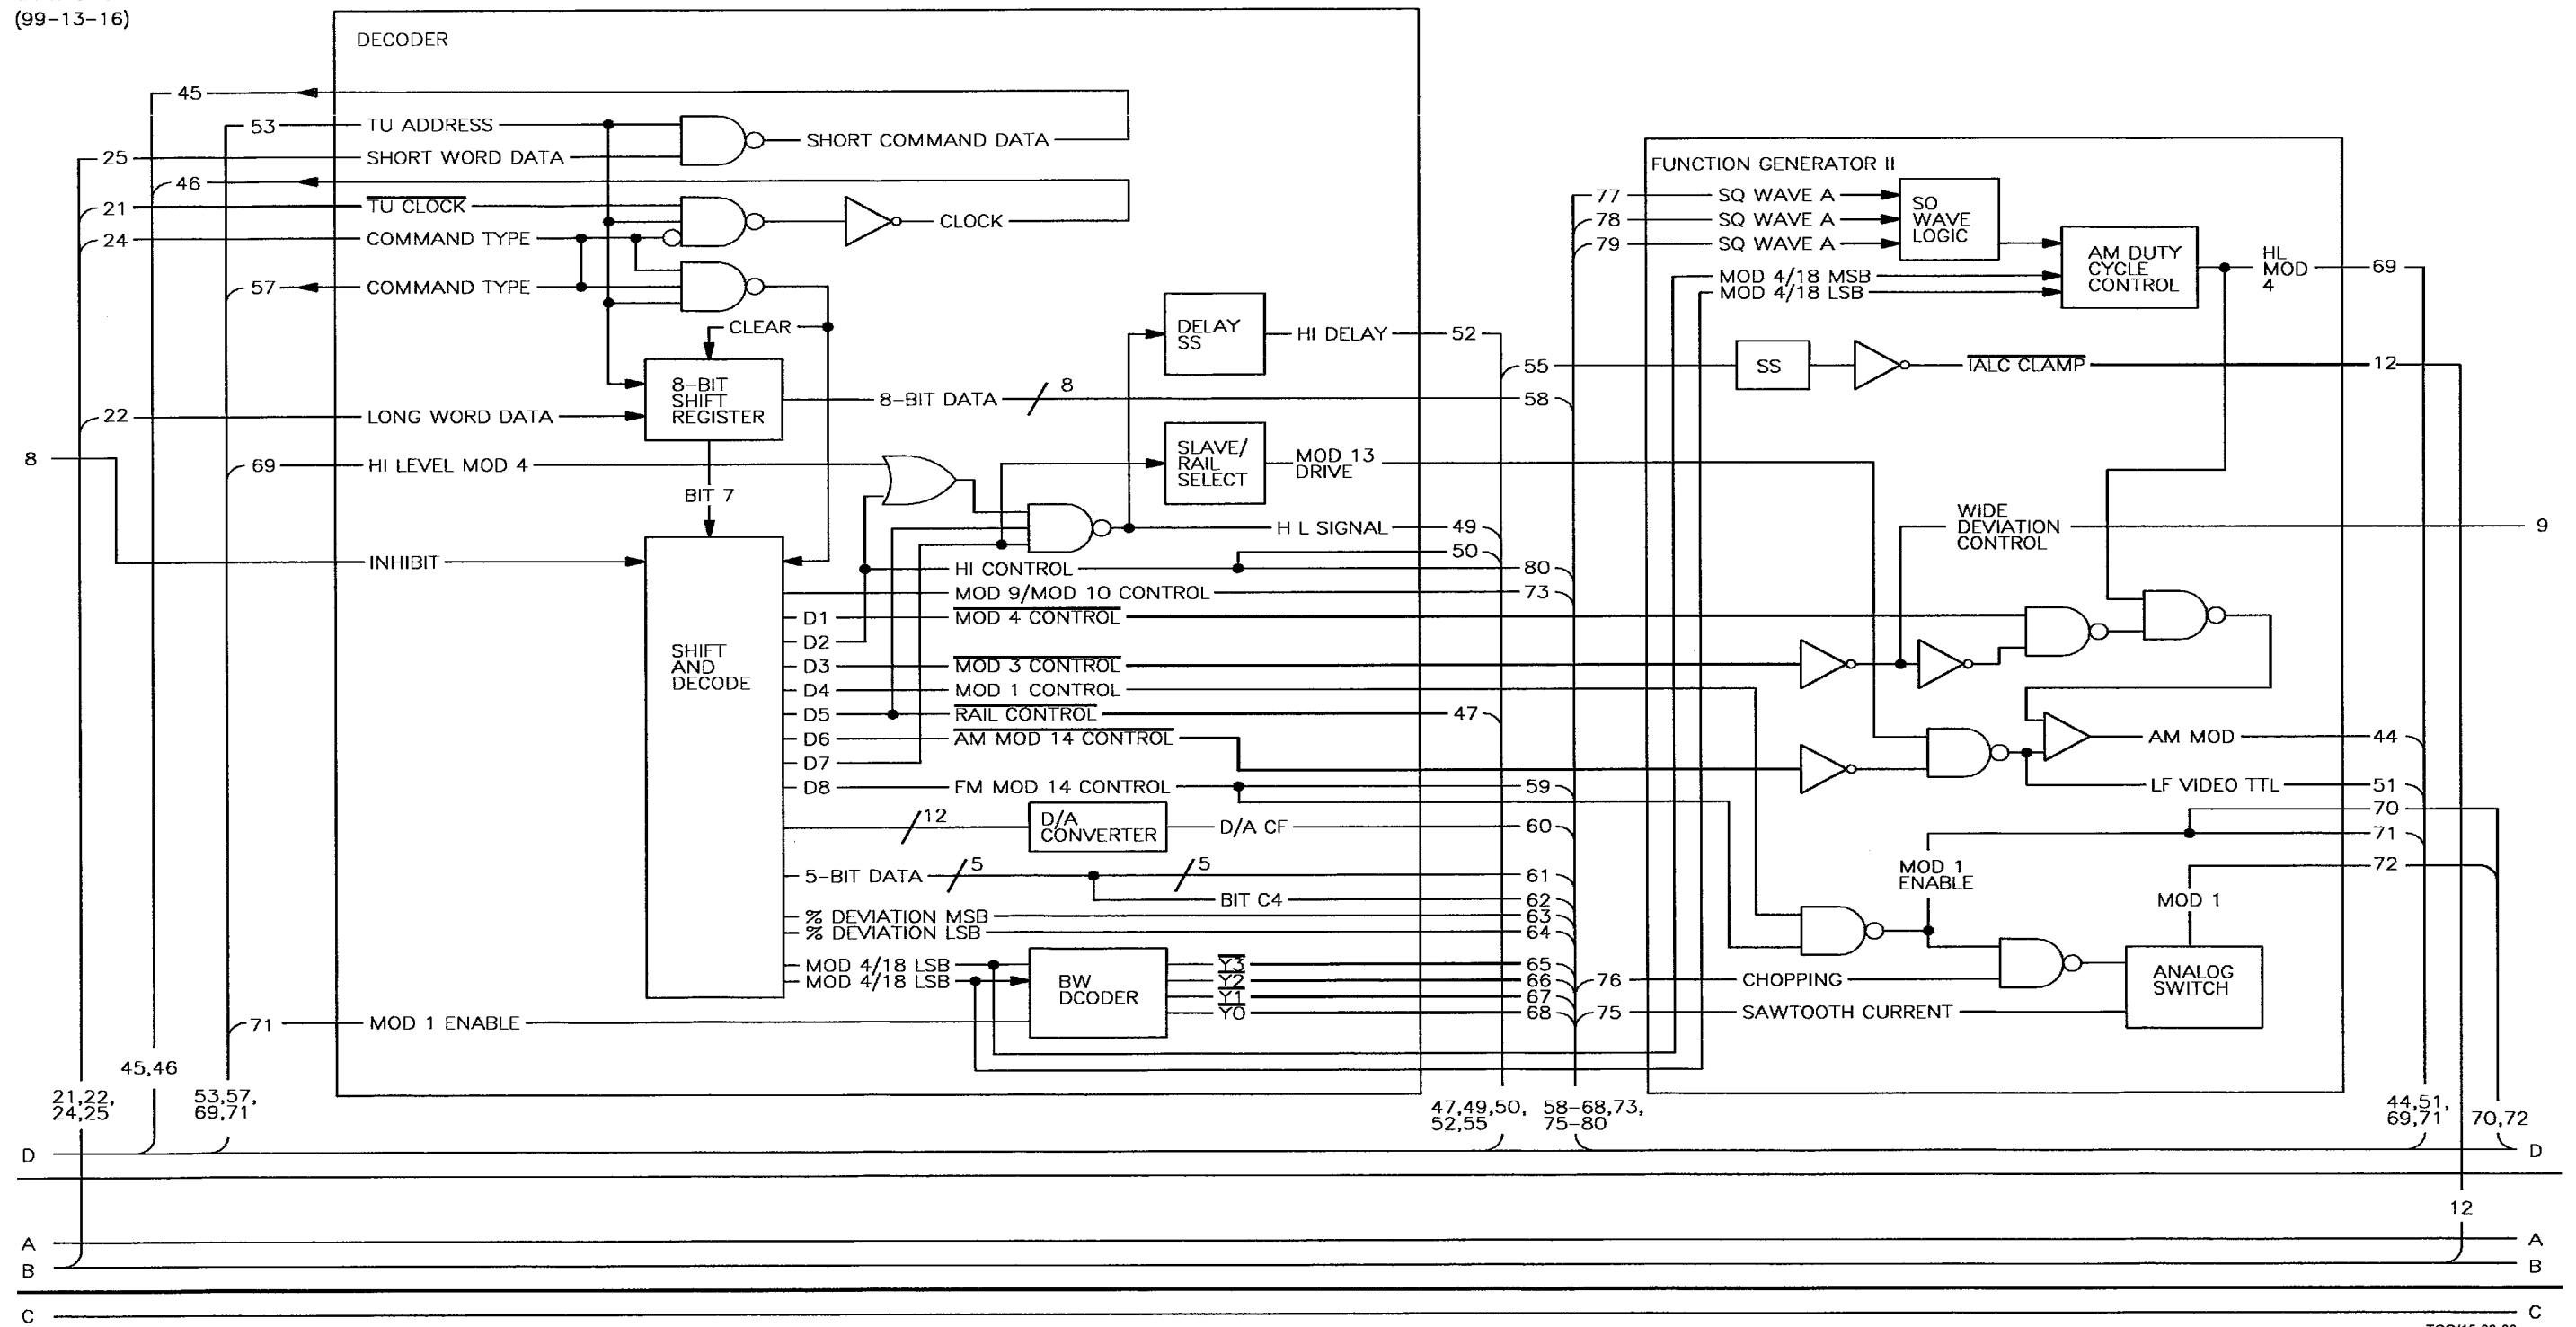 (99-13-16)
DECODER
45
53 TU ADDRESS
SHORT COMMAND DATA
25 SHORT WORD DATA
46
21 TU CLOCK
CLOCK
24 COMMAND TYPE
57 COMMAND TYPE
CLEAR
8-BIT
SHIFT
REGISTER
8-BIT DATA 8 58
22 LONG WORD DATA
8
69 HI LEVEL MOD 4
BIT 7
INHIBIT
DELAY
SS
HI DELAY 52
SLAVE/
RAIL
SELECT
MOD 13
DRIVE
H L SIGNAL 49
50
HI CONTROL 80
MOD 9/MOD 10 CONTROL 73
SHIFT
AND
DECODE
D1 MOD 4 CONTROL
D2
D3 MOD 3 CONTROL
D4 MOD 1 CONTROL
D5 RAIL CONTROL 47
D6 AM MOD 14 CONTROL
D7
D8 FM MOD 14 CONTROL 59
12
D/A
CONVERTER
D/A CF 60
5-BIT DATA 5 5 61
BIT C4 62
% DEVIATION MSB 63
% DEVIATION LSB 64
MOD 4/18 LSB
MOD 4/18 LSB
BW
DCODER
Y3 65
Y2 66
Y1 67
Y0 68
71 MOD 1 ENABLE
FUNCTION GENERATOR II
77 SQ WAVE A
78 SQ WAVE A
79 SQ WAVE A
SO
WAVE
LOGIC
MOD 4/18 MSB
MOD 4/18 LSB
AM DUTY
CYCLE
CONTROL
HL
MOD
4
69
55
SS
IALC CLAMP 12
WIDE
DEVIATION
CONTROL
9
AM MOD 44
LF VIDEO TTL 51
70
71
72
MOD 1
ENABLE
MOD 1
76 CHOPPING
75 SAWTOOTH CURRENT
ANALOG
SWITCH
21,22,
24,25
45,46
53,57,
69,71
47,49,50,
52,55
58-68,73,
75-80
44,51,
69,71
70,72
D D
12
A A
B B
C C